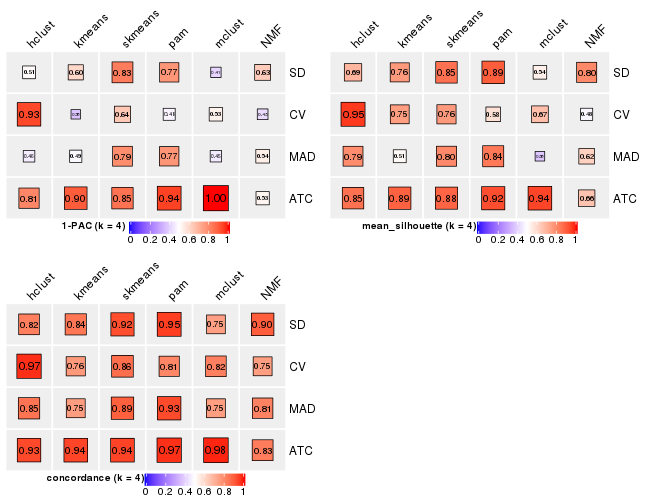 hclust kmeans skmeans pam mclust NMF
0.51 0.60 0.83 0.77 0.63 SD
0.93 0.64 0.41 0.53 CV
0.49 0.79 0.77 0.45 0.54 MAD
0.81 0.90 0.85 0.94 1.00 0.53 ATC
1-PAC (k = 4)
0 0.2 0.4 0.6 0.8 1
hclust kmeans skmeans pam mclust NMF
0.69 0.76 0.85 0.89 0.54 0.80 SD
0.95 0.75 0.76 0.58 0.67 0.48 CV
0.79 0.51 0.80 0.84 0.62 MAD
0.85 0.89 0.88 0.92 0.94 0.66 ATC
mean_silhouette (k = 4)
0 0.2 0.4 0.6 0.8 1
hclust kmeans skmeans pam mclust NMF
0.82 0.84 0.92 0.95 0.75 0.90 SD
0.97 0.76 0.86 0.81 0.82 0.75 CV
0.85 0.75 0.89 0.93 0.75 0.81 MAD
0.93 0.94 0.94 0.97 0.98 0.83 ATC
concordance (k = 4)
0 0.2 0.4 0.6 0.8 1